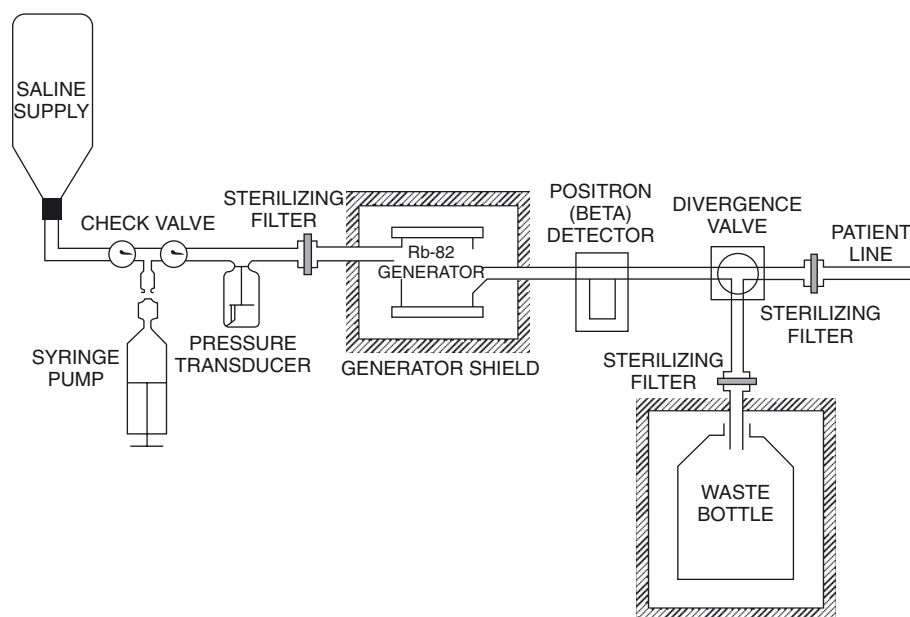 SALINE
SUPPLY
CHECK VALVE
STERILIZING
FILTER
SYRINGE
PUMP
PRESSURE
TRANSDUCER
Rb-82
GENERATOR
GENERATOR SHIELD
POSITRON
(BETA)
DETECTOR
DIVERGENCE
VALVE
PATIENT
LINE
STERILIZING
FILTER
STERILIZING
FILTER
WASTE
BOTTLE